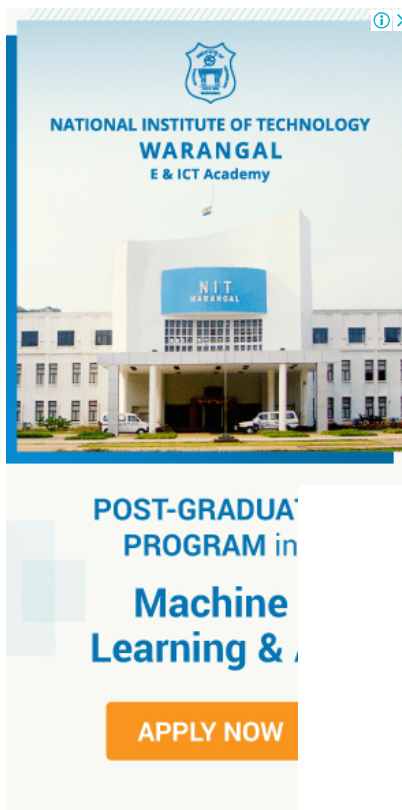 NATIONAL INSTITUTE OF TECHNOLOGY
WARANGAL
E & ICT Academy
NIT
WARANGAL
POST-GRADUAT
PROGRAM in
Machine
Learning &
APPLY NOW